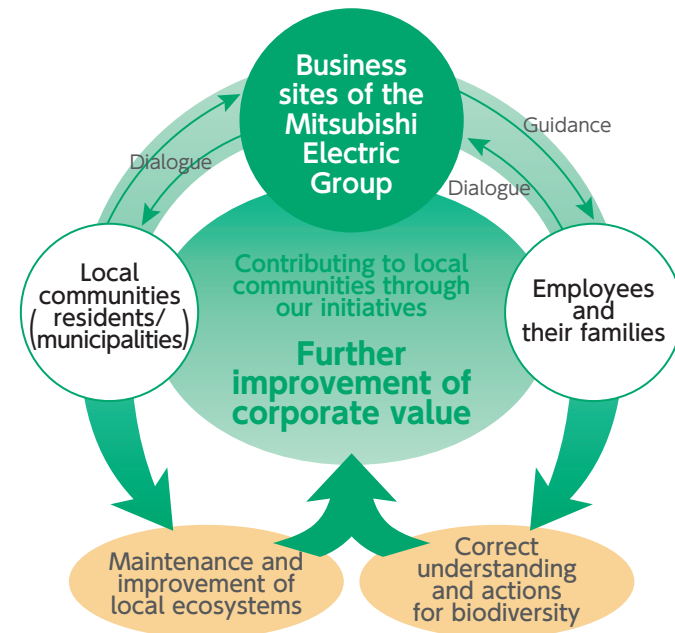 Business
sites of the
Mitsubishi
Electric
Group
Guidance
Dialogue
Dialogue
Local
communities
(residents/
municipalities)
Contributing to local
communities through
our initiatives
Further
improvement of
corporate value
Employees
and
their families
Maintenance and
improvement of
local ecosystems
Correct
understanding
and actions
for biodiversity